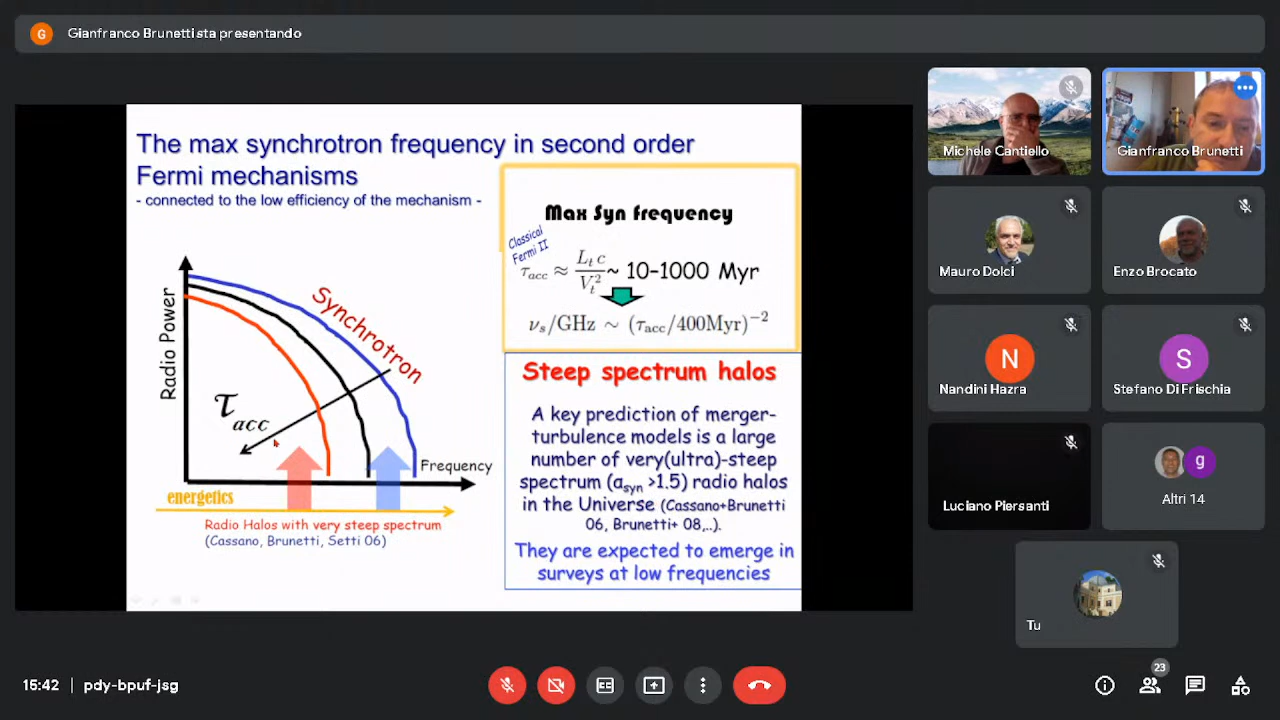 Gianfranco Brunetti sta presentando
The max synchrotron frequency in second order
Fermi mechanisms
- connected to the low efficiency of the mechanism -
Radio Power
Synchrotron
τacc
Frequency
energetics
Radio Halos with very steep spectrum
(Cassano, Brunetti, Setti 06)
Max Syn frequency
Classical
Fermi II
τacc ≈ Lt c / Vt² ~ 10-1000 Myr
νs/GHz ~ (τacc/400Myr)⁻²
Steep spectrum halos
A key prediction of merger-
turbulence models is a large
number of very(ultra)-steep
spectrum (αsyn >1.5) radio halos
in the Universe (Cassano+Brunetti
06, Brunetti+ 08,..).
They are expected to emerge in
surveys at low frequencies
Michele Cantiello
Gianfranco Brunetti
Mauro Dolci
Enzo Brocato
N
Nandini Hazra
S
Stefano Di Frischia
Luciano Piersanti
g
Altri 14
Tu
G
15:42 | pdy-bpuf-jsg
23